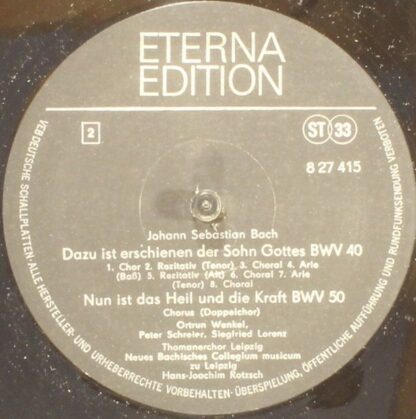 ETERNA
EDITION
2
ST 33
8 27 415
Johann Sebastian Bach
Dazu ist erschienen der Sohn Gottes BWV 40
1. Chor 2. Rezitativ (Tenor) 3. Choral 4. Arie
(Baß) 5. Rezitativ (Alt) 6. Choral 7. Arie
(Tenor) 8. Choral
Nun ist das Heil und die Kraft BWV 50
Chorus (Doppelchor)
Ortrun Wenkel,
Peter Schreier, Siegfried Lorenz
Thomanerchor Leipzig
Neues Bachisches Collegium musicum
zu Leipzig
Hans-Joachim Rotzsch
VEB DEUTSCHE SCHALLPLATTEN · ALLE HERSTELLER- UND URHEBERRECHTE VORBEHALTEN · ÜBERSPIELUNG, ÖFFENTLICHE AUFFÜHRUNG UND RUNDFUNKSENDUNG VERBOTEN